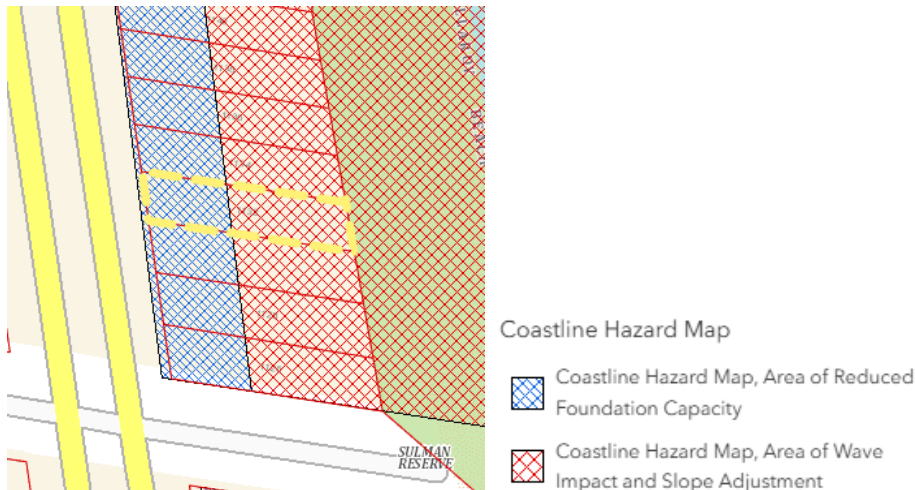 Coastline Hazard Map
Coastline Hazard Map, Area of Reduced
Foundation Capacity
Coastline Hazard Map, Area of Wave
Impact and Slope Adjustment
SULMAN
RESERVE